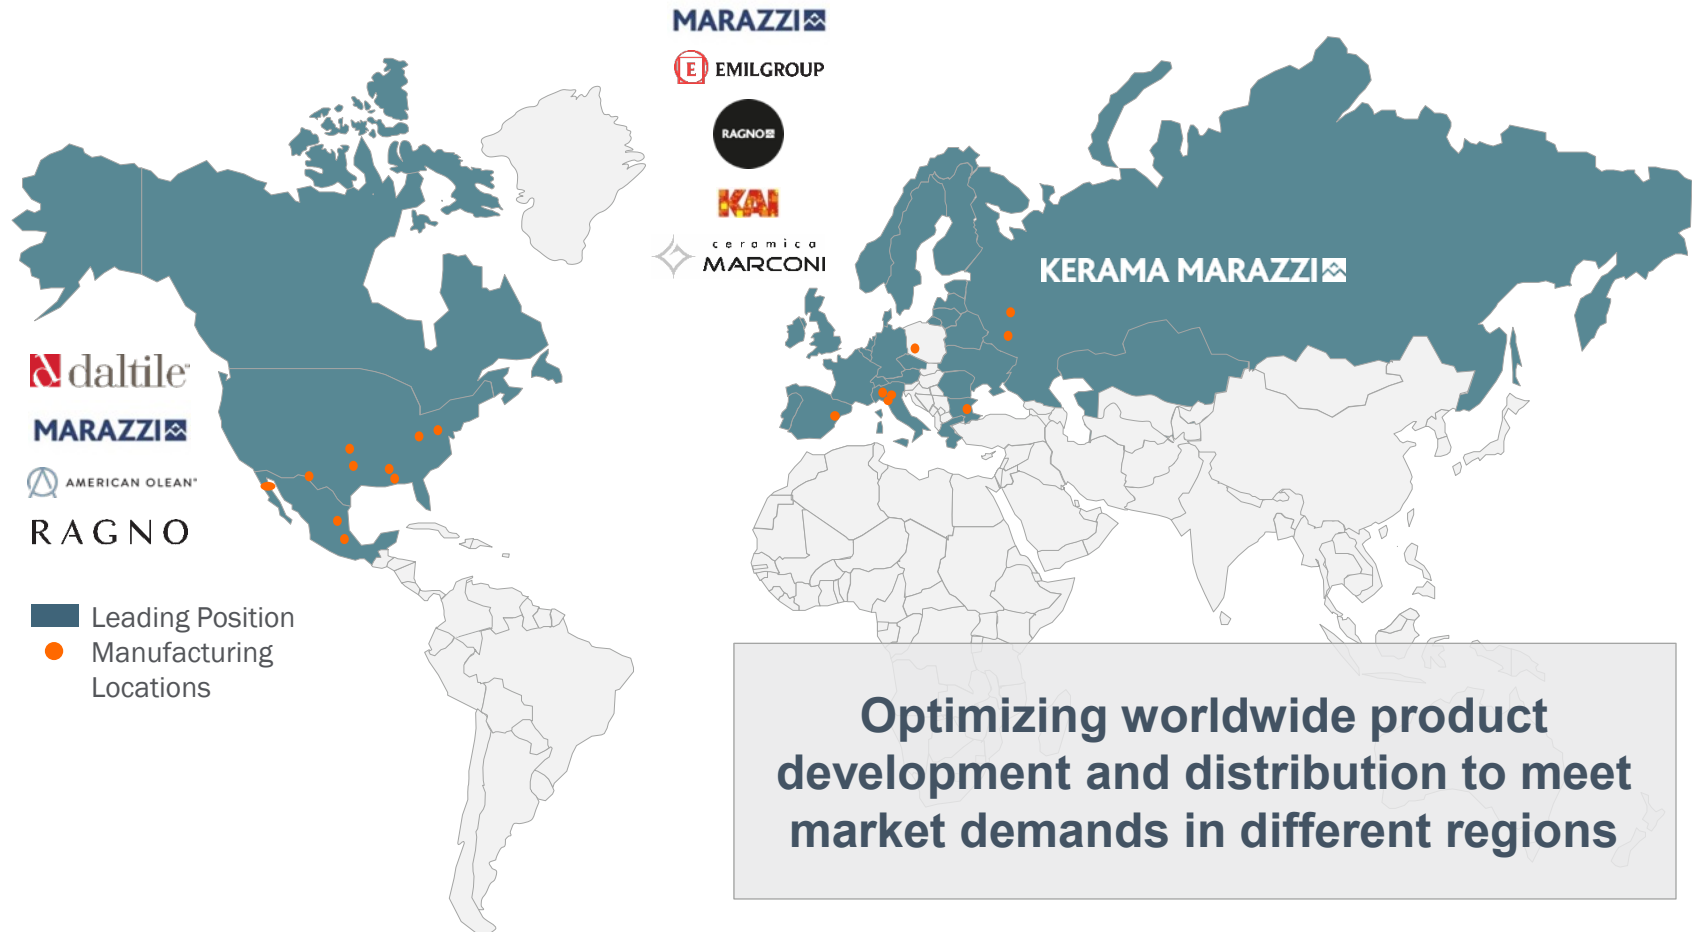 MARAZZI
E EMILGROUP
RAGNO
KAI
ceramica
MARCONI
KERAMA MARAZZI
daltile
MARAZZI
AMERICAN OLEAN®
RAGNO
Leading Position
Manufacturing
Locations
Optimizing worldwide product
development and distribution to meet
market demands in different regions